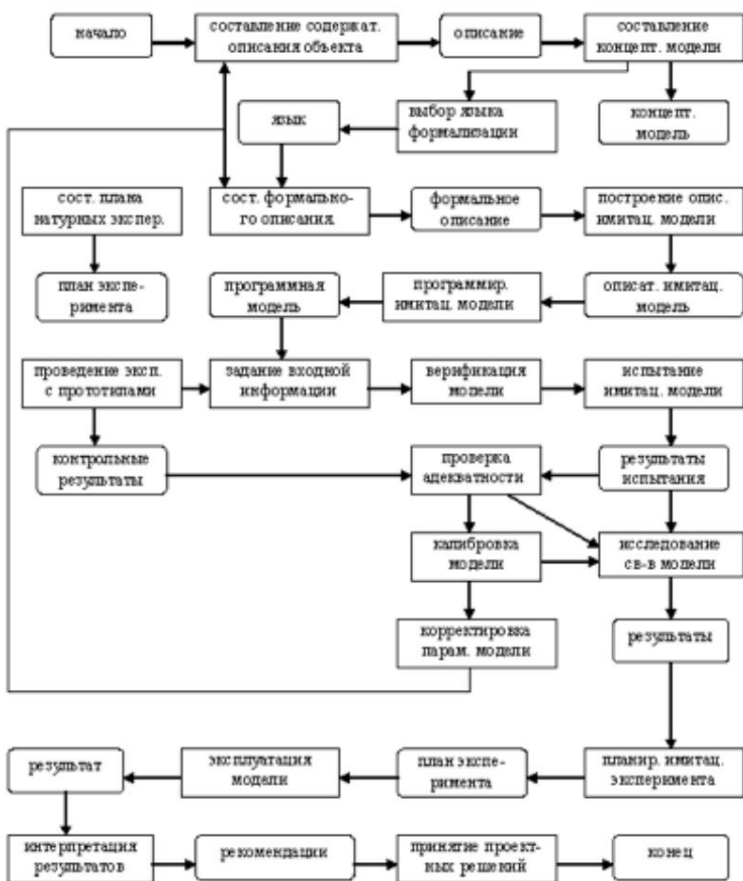 начало
составление содержат.
описания объекта
описание
составление
концепт. модели
язык
выбор языка
формализации
концепт.
модель
сост. плана
натурных экспер.
сост. формально-
го описания
формальное
описание
построение опис.
имитац. модели
план экспе-
римента
программная
модель
программир.
имитац. модели
описат. имитац.
модель
проведение эксп.
с прототипами
задание входной
информации
верификация
модели
испытание
имитац. модели
контрольные
результаты
проверка
адекватности
результаты
испытания
калибровка
модели
исследование
св-в модели
корректировка
парам. модели
результаты
результат
эксплуатация
модели
план экспе-
римента
планир. имитац.
эксперимента
интерпретация
результатов
рекомендации
принятие проект-
ных решений
конец